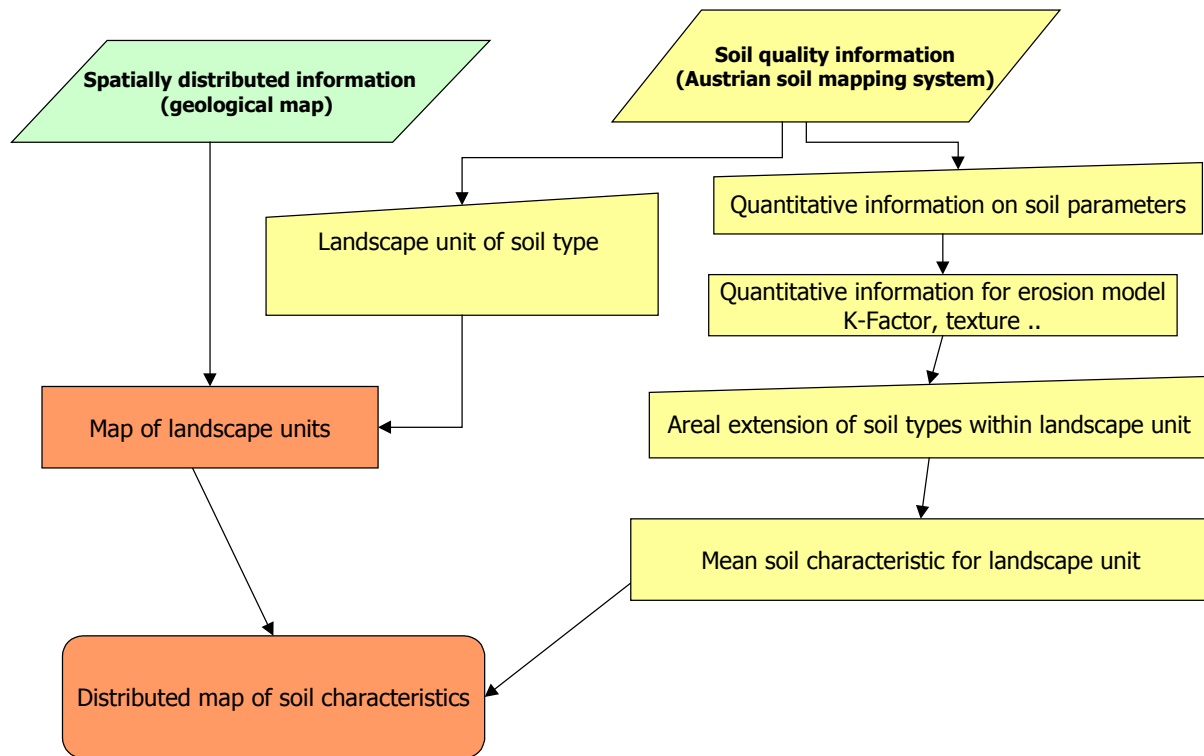 Spatially distributed information
(geological map)
Soil quality information
(Austrian soil mapping system)
Landscape unit of soil type
Quantitative information on soil parameters
Quantitative information for erosion model
K-Factor, texture ..
Map of landscape units
Areal extension of soil types within landscape unit
Mean soil characteristic for landscape unit
Distributed map of soil characteristics